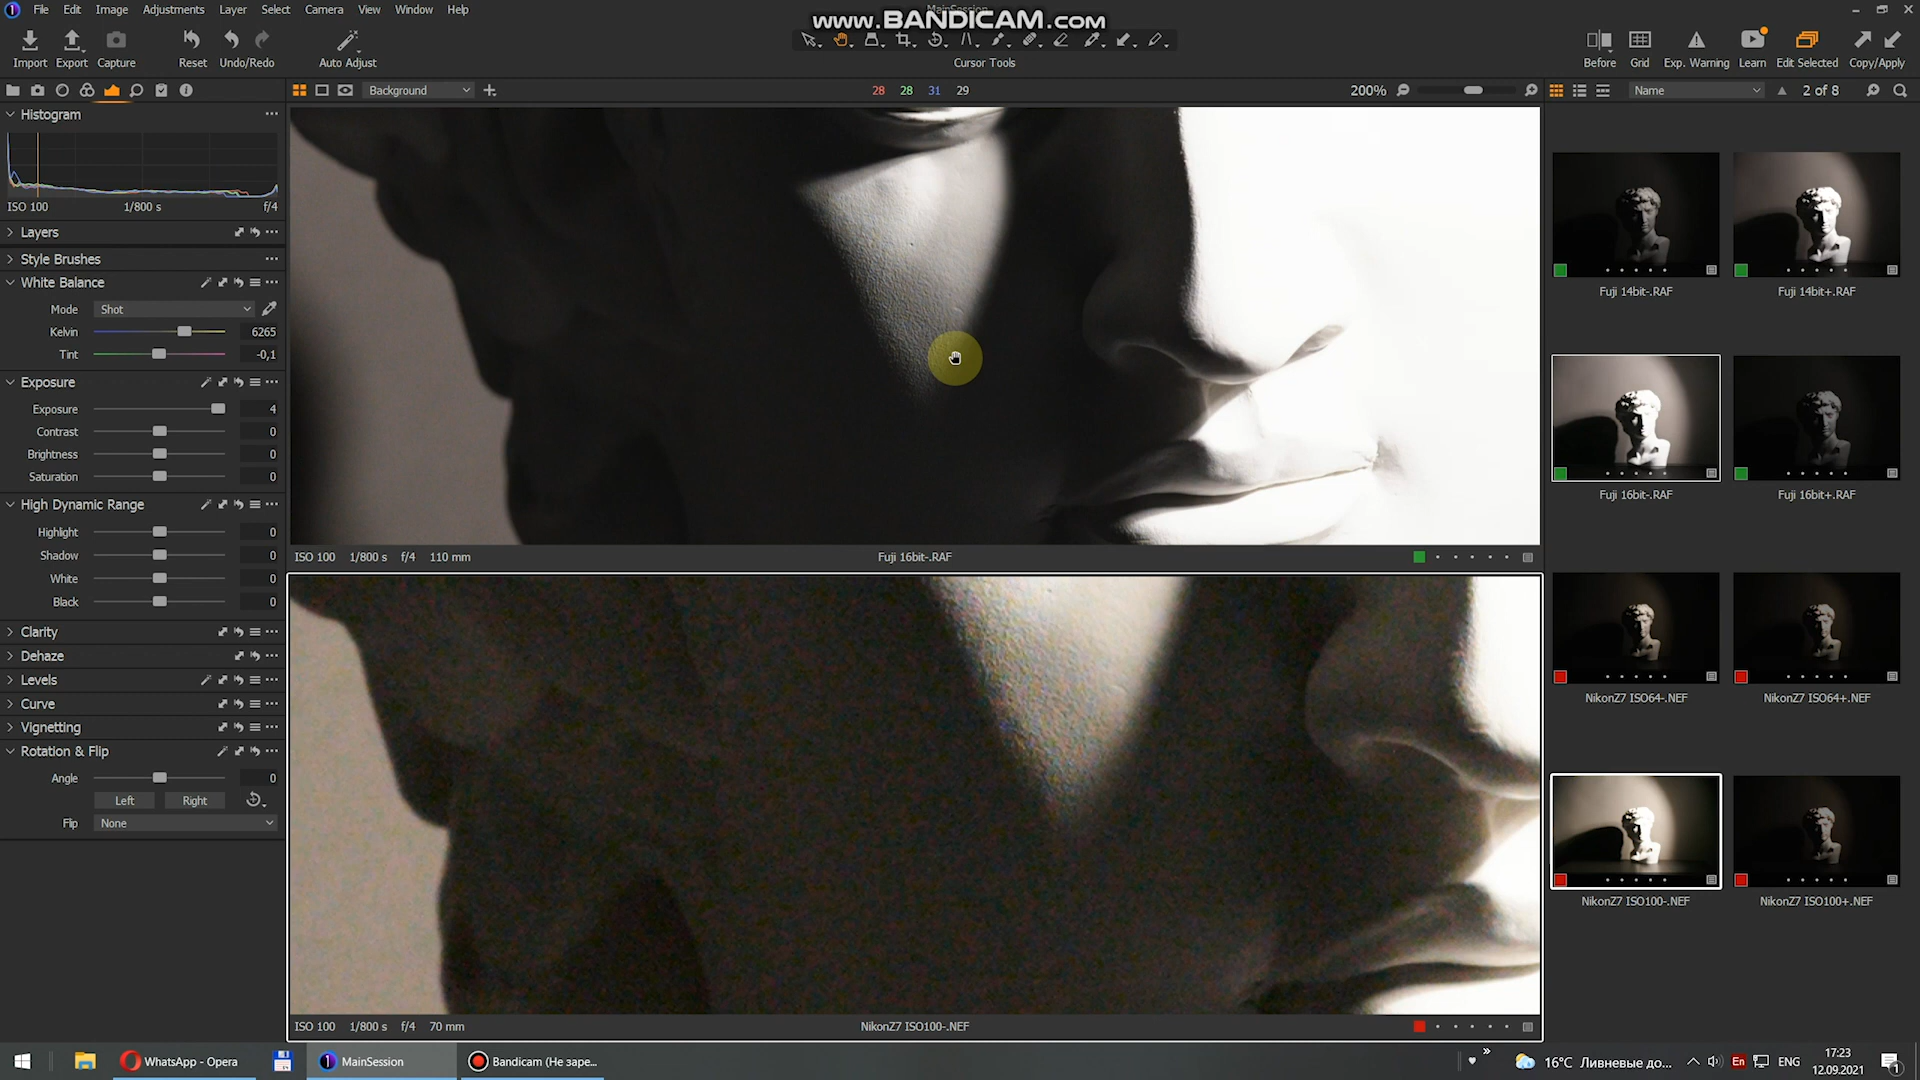 File Edit Image Adjustments Layer Select Camera View Window Help
www.BANDICAM.com
Import Export Capture Reset Undo/Redo Auto Adjust
Cursor Tools
Before Grid Exp. Warning Learn Edit Selected Copy/Apply
Background
28 28 31 29
200%
Name
2 of 8
Histogram
ISO 100 1/800 s f/4
Layers
Style Brushes
White Balance
Mode Shot
Kelvin 6265
Tint -0,1
Exposure
Exposure 4
Contrast 0
Brightness 0
Saturation 0
High Dynamic Range
Highlight 0
Shadow 0
White 0
Black 0
Clarity
Dehaze
Levels
Curve
Vignetting
Rotation & Flip
Angle 0
Left Right
Flip None
ISO 100 1/800 s f/4 110 mm
Fuji 16bit-.RAF
ISO 100 1/800 s f/4 70 mm
NikonZ7 ISO100-.NEF
Fuji 14bit-.RAF Fuji 14bit+.RAF
Fuji 16bit-.RAF Fuji 16bit+.RAF
NikonZ7 ISO64-.NEF NikonZ7 ISO64+.NEF
NikonZ7 ISO100-.NEF NikonZ7 ISO100+.NEF
WhatsApp - Opera
MainSession
Bandicam (Не заре...
16°C Ливневые до...
En
ENG
17:23
12.09.2021
1